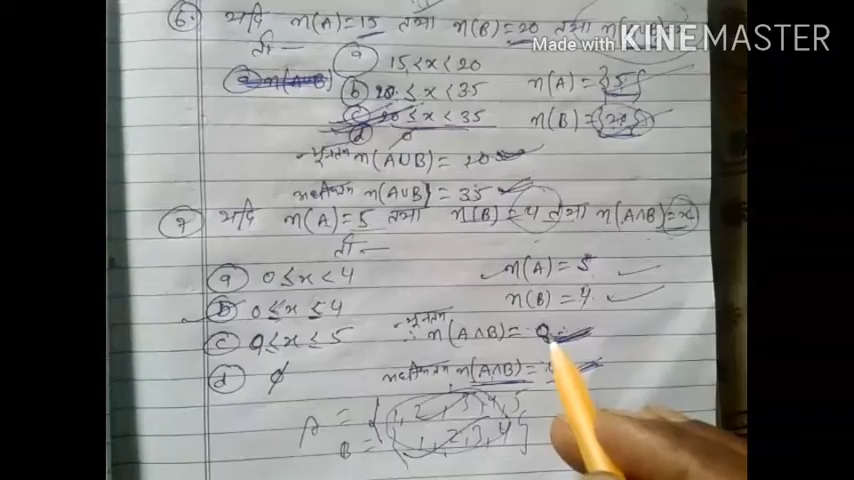 6. यदि n(A)=15 तथा n(B)=20 तथा n(
Made with KINEMASTER
तो —
a 15 < x < 20
b 20 ≤ x < 35 n(A) =
c 20 ≤ x < 35 n(B) = {20}
d
न्यूनतम n(A∪B) = 20
अधिकतम n(A∪B) = 35
7 यदि n(A) = 5 तथा n(B) = 4 तथा n(A∩B) = x
तो —
a 0 ≤ x < 4 n(A) = 5
b 0 ≤ x ≤ 4 n(B) = 4
c 0 ≤ x ≤ 5 ∴ न्यूनतम n(A∩B) = 0
d ϕ अधिकतम n(A∩B) =
A = {1, 2, 3, 4, 5
B = {1, 2, 3, 4}